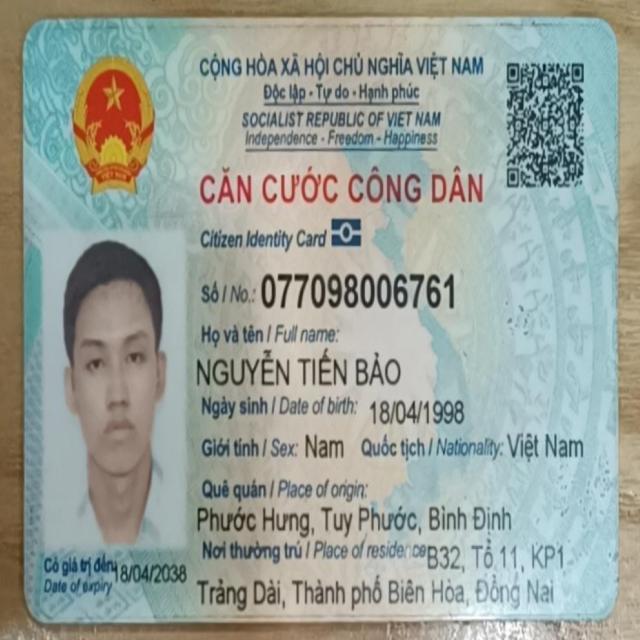 CỘNG HÒA XÃ HỘI CHỦ NGHĨA VIỆT NAM
Độc lập - Tự do - Hạnh phúc
SOCIALIST REPUBLIC OF VIET NAM
Independence - Freedom - Happiness
CĂN CƯỚC CÔNG DÂN
Citizen Identity Card
Số / No.: 077098006761
Họ và tên / Full name:
NGUYỄN TIẾN BẢO
Ngày sinh / Date of birth: 18/04/1998
Giới tính / Sex: Nam Quốc tịch / Nationality: Việt Nam
Quê quán / Place of origin:
Phước Hưng, Tuy Phước, Bình Định
Nơi thường trú / Place of residence B32, Tổ 11, KP1
Trảng Dài, Thành phố Biên Hòa, Đồng Nai
Có giá trị đến: 18/04/2038
Date of expiry